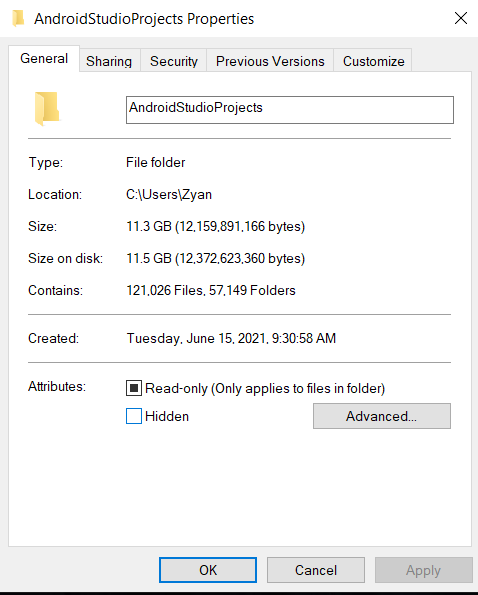 AndroidStudioProjects Properties
General Sharing Security Previous Versions Customize
AndroidStudioProjects
Type: File folder
Location: C:\Users\Zyan
Size: 11.3 GB (12,159,891,166 bytes)
Size on disk: 11.5 GB (12,372,623,360 bytes)
Contains: 121,026 Files, 57,149 Folders
Created: Tuesday, June 15, 2021, 9:30:58 AM
Attributes: Read-only (Only applies to files in folder)
Hidden Advanced...
OK Cancel Apply